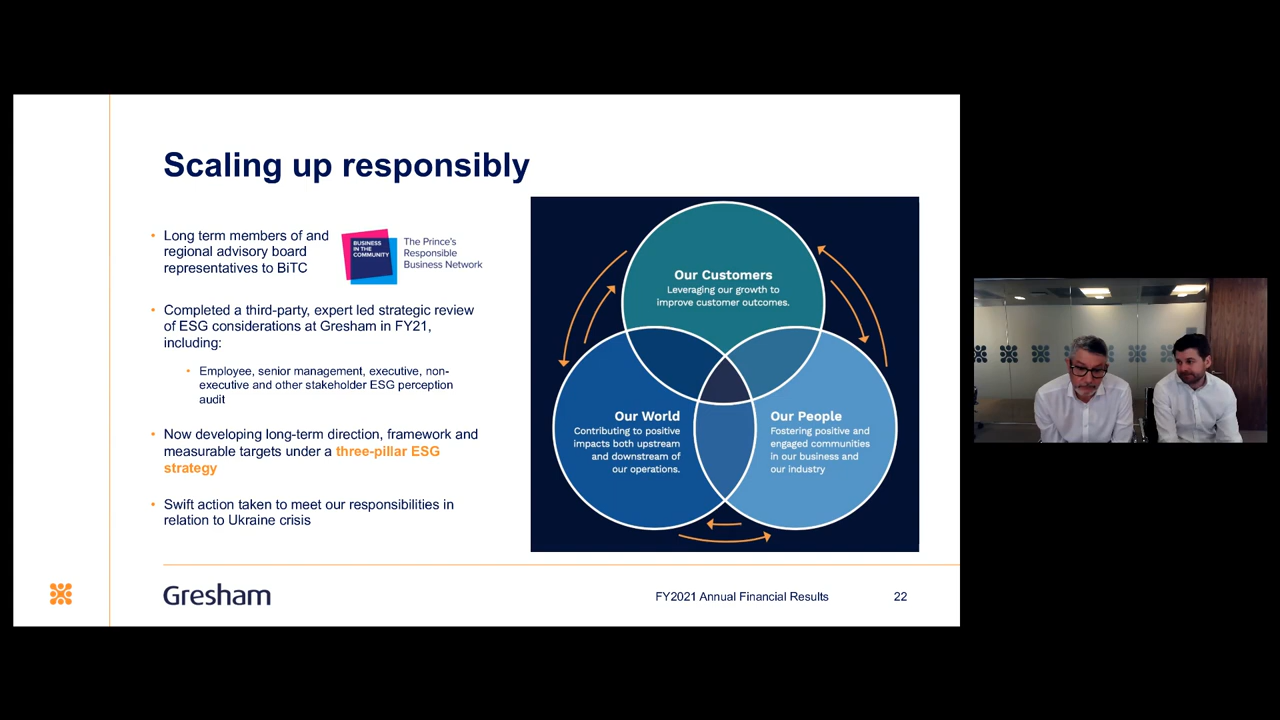 Scaling up responsibly
• Long term members of and
regional advisory board
representatives to BiTC
BUSINESS
IN THE
COMMUNITY
The Prince's
Responsible
Business Network
• Completed a third-party, expert led strategic review
of ESG considerations at Gresham in FY21,
including:
• Employee, senior management, executive, non-
executive and other stakeholder ESG perception
audit
• Now developing long-term direction, framework and
measurable targets under a three-pillar ESG
strategy
• Swift action taken to meet our responsibilities in
relation to Ukraine crisis
Our Customers
Leveraging our growth to
improve customer outcomes.
Our World
Contributing to positive
impacts both upstream
and downstream of
our operations.
Our People
Fostering positive and
engaged communities
in our business and
our industry
Gresham
FY2021 Annual Financial Results
22